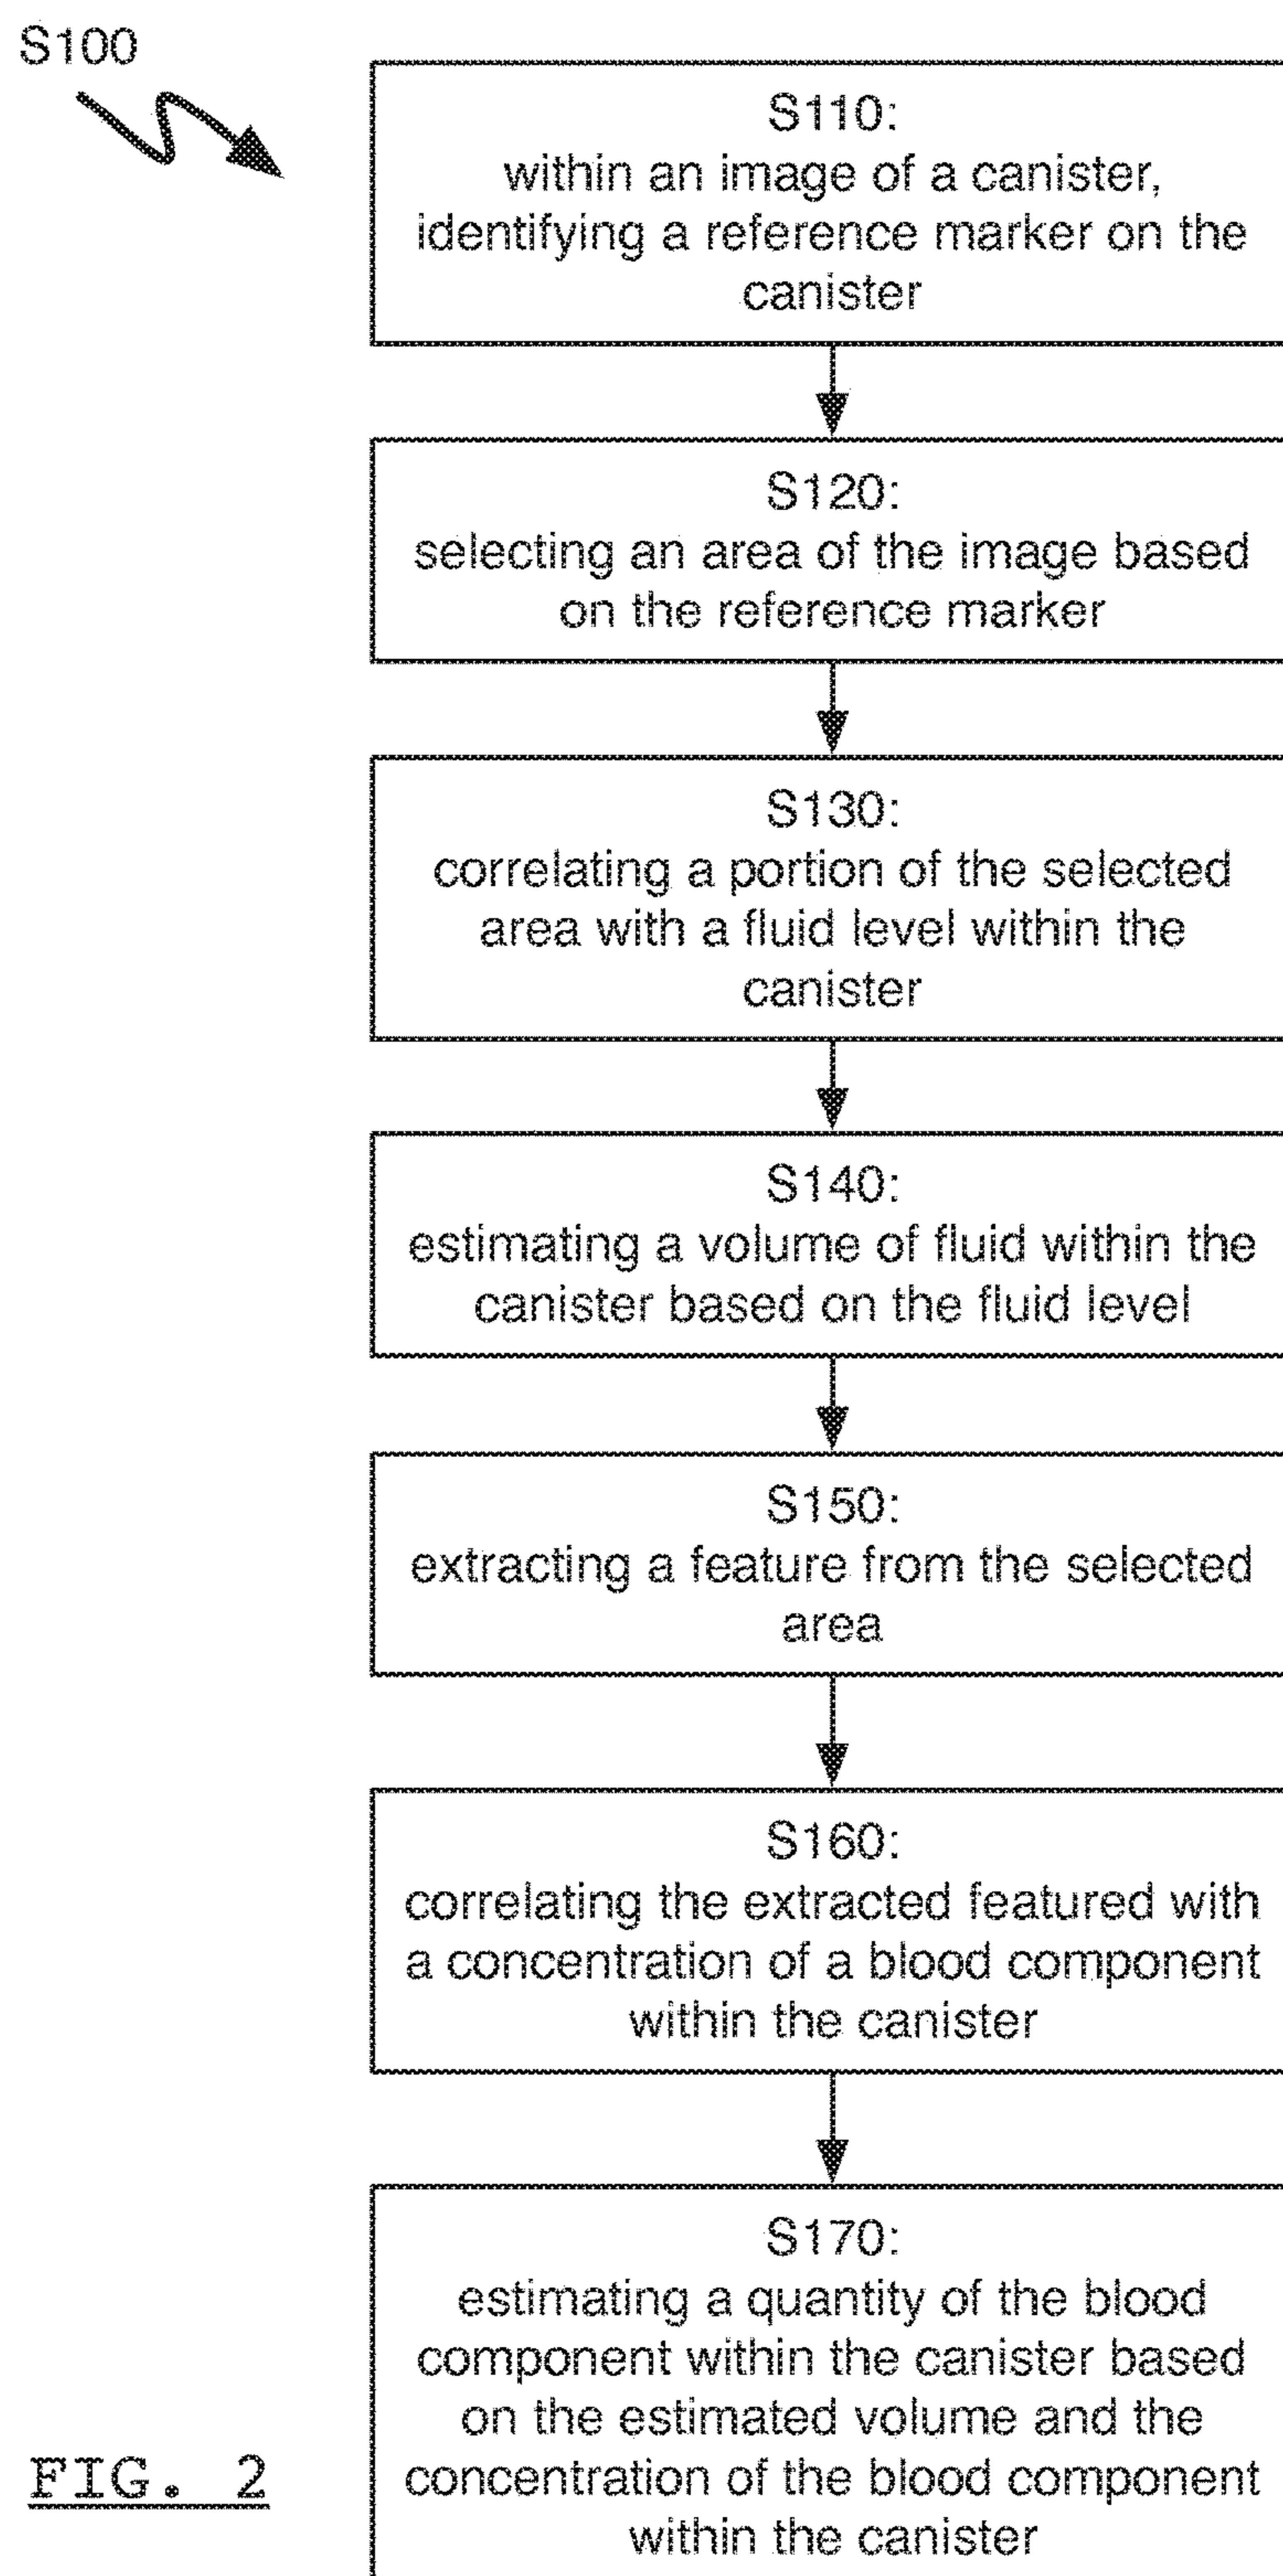 S100
S110:
within an image of a canister,
identifying a reference marker on the
canister
S120:
selecting an area of the image based
on the reference marker
S130:
correlating a portion of the selected
area with a fluid level within the
canister
S140:
estimating a volume of fluid within the
canister based on the fluid level
S150:
extracting a feature from the selected
area
S160:
correlating the extracted featured with
a concentration of a blood component
within the canister
S170:
estimating a quantity of the blood
component within the canister based
on the estimated volume and the
concentration of the blood component
within the canister
FIG. 2